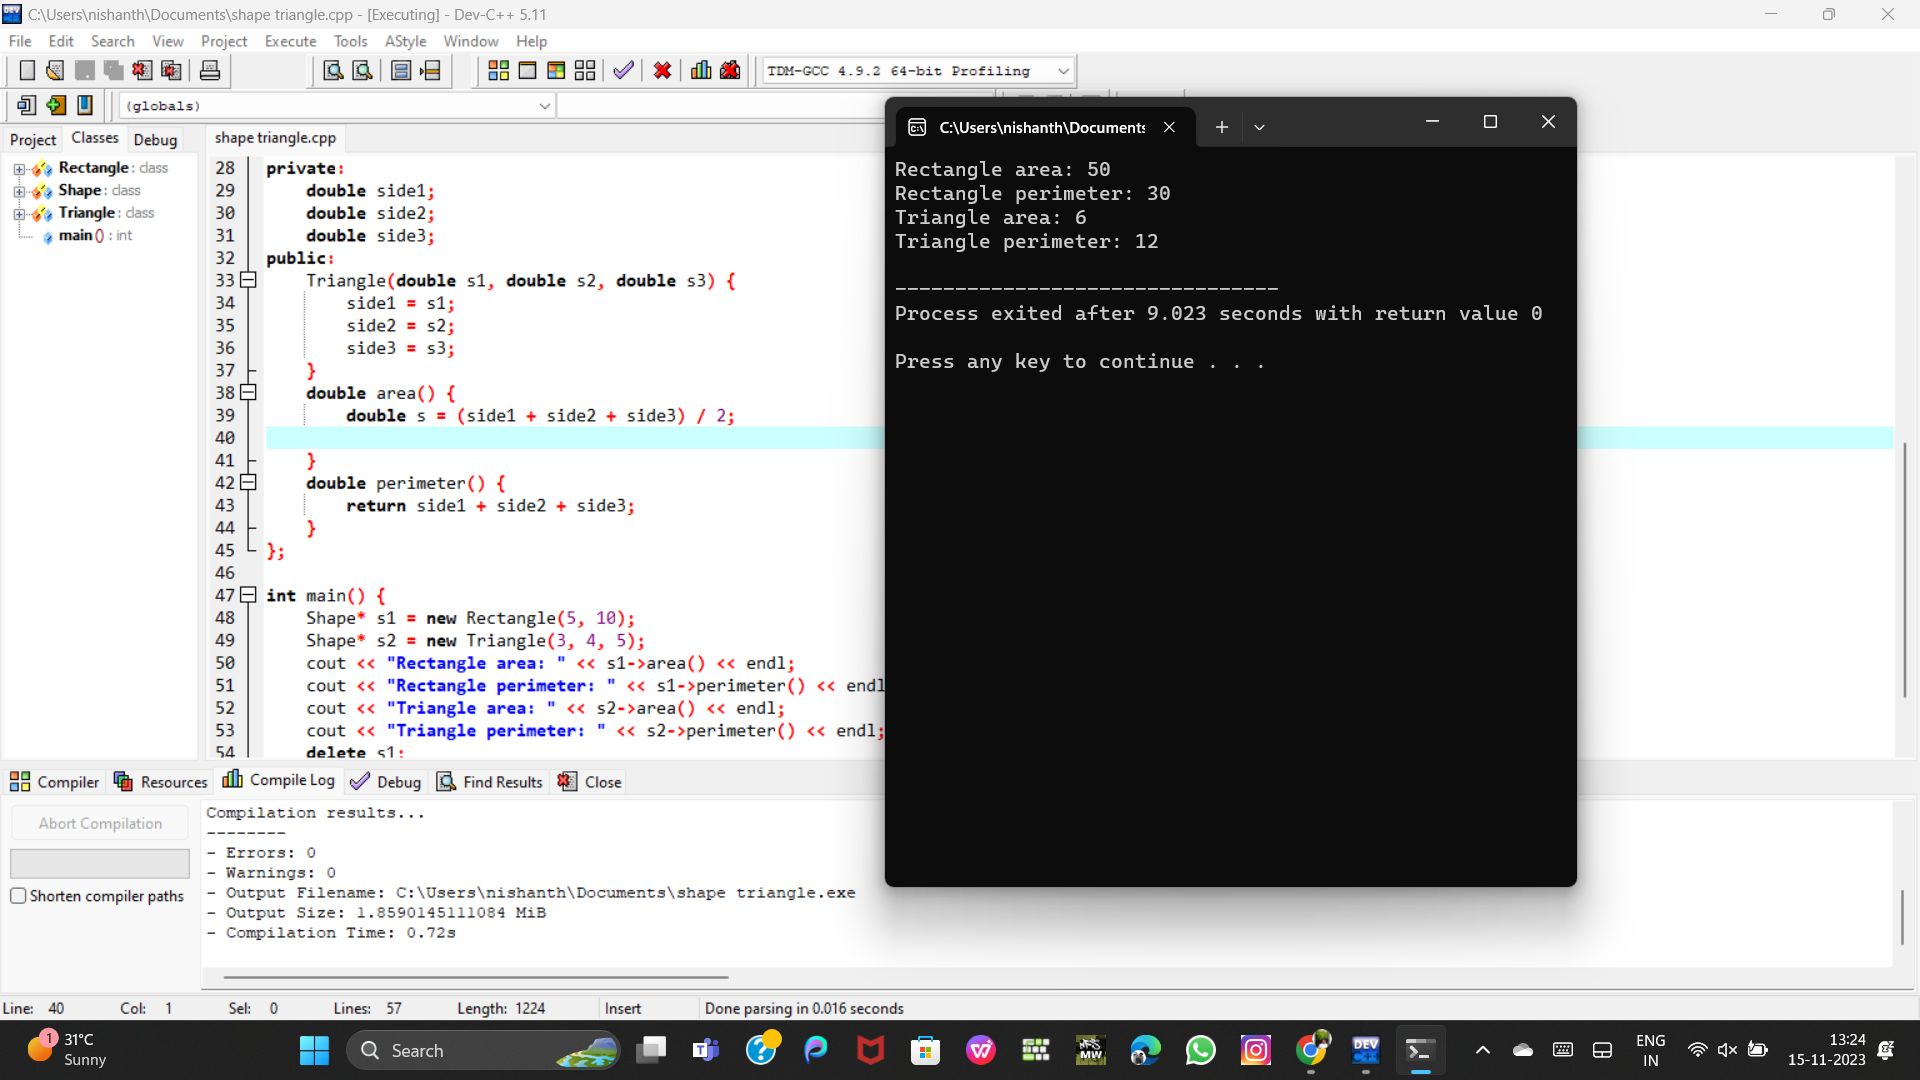 C:\Users\nishanth\Documents\shape triangle.cpp - [Executing] - Dev-C++ 5.11
File Edit Search View Project Execute Tools AStyle Window Help
TDM-GCC 4.9.2 64-bit Profiling
(globals)
Project Classes Debug
Rectangle : class
Shape : class
Triangle : class
main () : int
shape triangle.cpp
28 private:
29 double side1;
30 double side2;
31 double side3;
32 public:
33 Triangle(double s1, double s2, double s3) {
34 side1 = s1;
35 side2 = s2;
36 side3 = s3;
37 }
38 double area() {
39 double s = (side1 + side2 + side3) / 2;
40
41 }
42 double perimeter() {
43 return side1 + side2 + side3;
44 }
45 };
46
47 int main() {
48 Shape* s1 = new Rectangle(5, 10);
49 Shape* s2 = new Triangle(3, 4, 5);
50 cout << "Rectangle area: " << s1->area() << endl;
51 cout << "Rectangle perimeter: " << s1->perimeter() << endl
52 cout << "Triangle area: " << s2->area() << endl;
53 cout << "Triangle perimeter: " << s2->perimeter() << endl;
54 delete s1;
C:\Users\nishanth\Documents
Rectangle area: 50
Rectangle perimeter: 30
Triangle area: 6
Triangle perimeter: 12
--------------------------------
Process exited after 9.023 seconds with return value 0
Press any key to continue . . .
Compiler Resources Compile Log Debug Find Results Close
Abort Compilation
Shorten compiler paths
Compilation results...
--------
- Errors: 0
- Warnings: 0
- Output Filename: C:\Users\nishanth\Documents\shape triangle.exe
- Output Size: 1.8590145111084 MiB
- Compilation Time: 0.72s
Line: 40 Col: 1 Sel: 0 Lines: 57 Length: 1224 Insert Done parsing in 0.016 seconds
1
31°C
Sunny
Search
MW
DEV
ENG
IN
13:24
15-11-2023